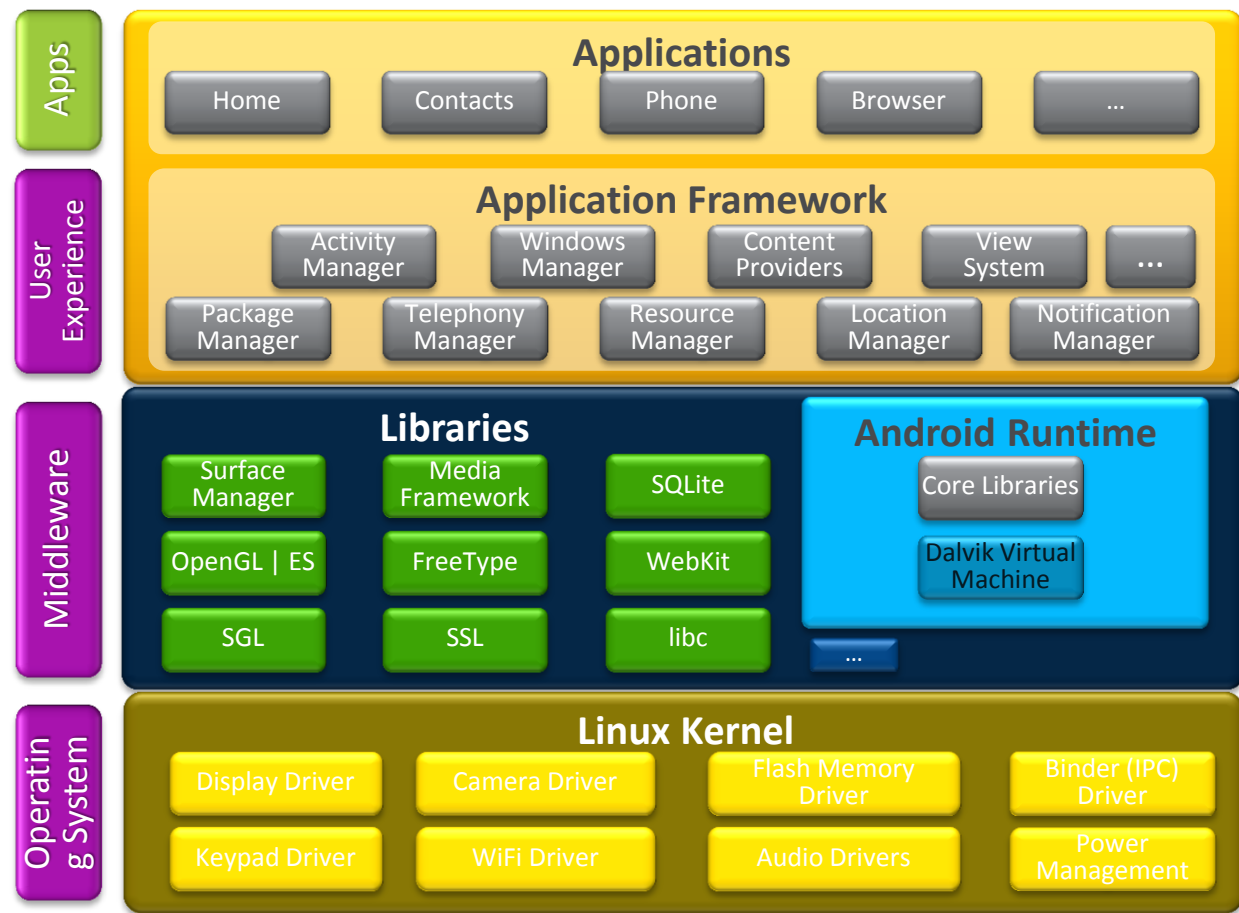 Apps
Applications
Home
Contacts
Phone
Browser
...
User
Experience
Application Framework
Activity
Manager
Windows
Manager
Content
Providers
View
System
...
Package
Manager
Telephony
Manager
Resource
Manager
Location
Manager
Notification
Manager
Middleware
Libraries
Surface
Manager
Media
Framework
SQLite
OpenGL | ES
FreeType
WebKit
SGL
SSL
libc
Android Runtime
Core Libraries
Dalvik Virtual
Machine
...
Operatin
g System
Linux Kernel
Display Driver
Camera Driver
Flash Memory
Driver
Binder (IPC)
Driver
Keypad Driver
WiFi Driver
Audio Drivers
Power
Management